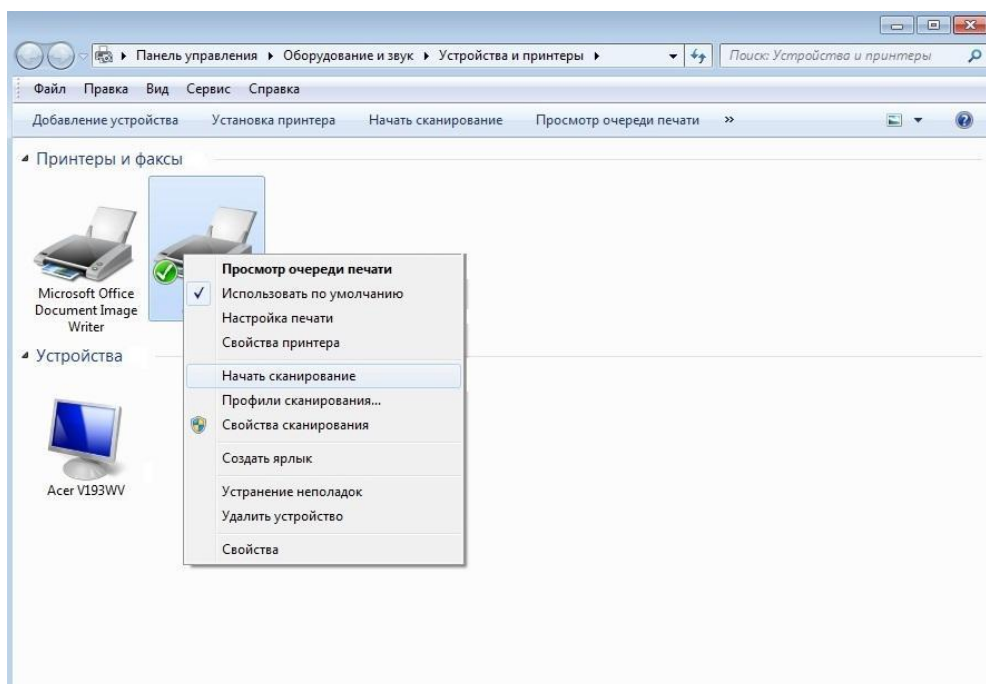 Панель управления ▸ Оборудование и звук ▸ Устройства и принтеры ▸
Поиск: Устройства и принтеры
Файл Правка Вид Сервис Справка
Добавление устройства Установка принтера Начать сканирование Просмотр очереди печати »
Принтеры и факсы
Microsoft Office
Document Image
Writer
Просмотр очереди печати
Использовать по умолчанию
Настройка печати
Свойства принтера
Начать сканирование
Профили сканирования...
Свойства сканирования
Создать ярлык
Устранение неполадок
Удалить устройство
Свойства
Устройства
Acer V193WV